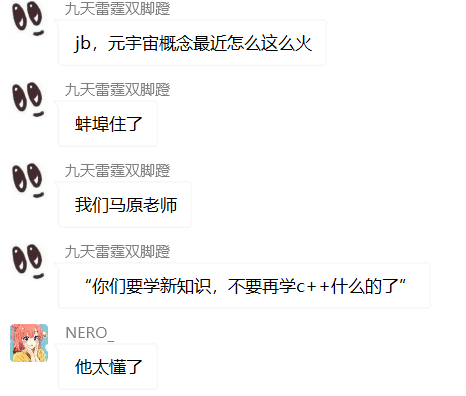 九天雷霆双脚蹬
jb，元宇宙概念最近怎么这么火
九天雷霆双脚蹬
蚌埠住了
九天雷霆双脚蹬
我们马原老师
九天雷霆双脚蹬
“你们要学新知识，不要再学c++什么的了”
NERO_
他太懂了